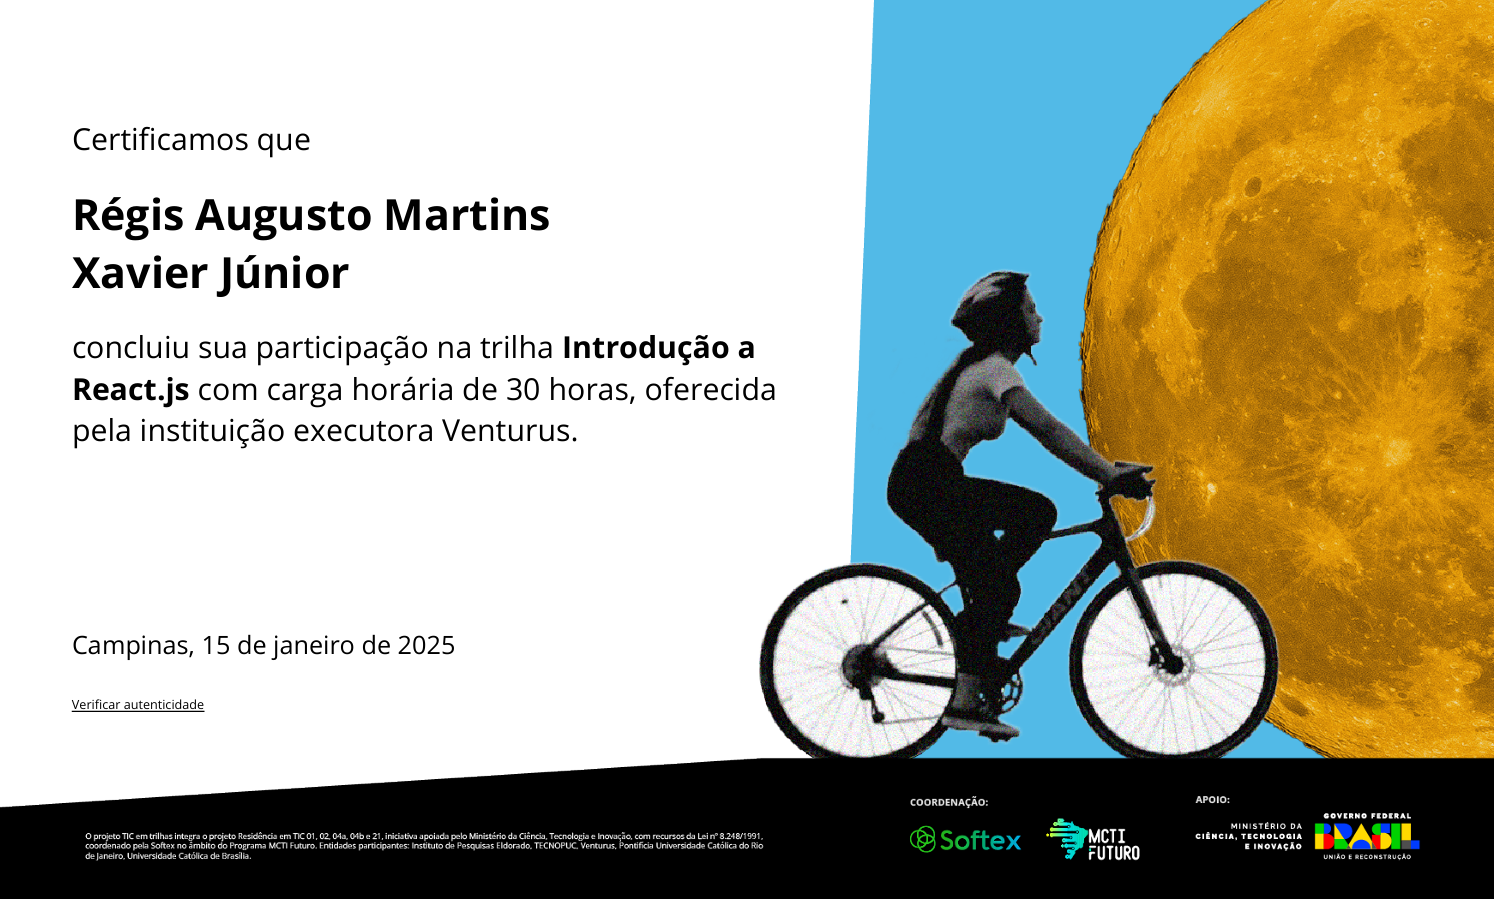 Certificamos que
Régis Augusto Martins
Xavier Júnior
concluiu sua participação na trilha Introdução a
React.js com carga horária de 30 horas, oferecida
pela instituição executora Venturus.
Campinas, 15 de janeiro de 2025
Verificar autenticidade
O projeto TIC em trilhas integra o projeto Residência em TIC 01, 02, 04a, 04b e 21, iniciativa apoiada pelo Ministério da Ciência, Tecnologia e Inovação, com recursos da Lei nº 8.248/1991,
coordenado pela Softex no âmbito do Programa MCTI Futuro. Entidades participantes: Instituto de Pesquisas Eldorado, TECNOPUC, Venturus, Pontifícia Universidade Católica do Rio
de Janeiro, Universidade Católica de Brasília.
COORDENAÇÃO:
Softex
MCTI
FUTURO
APOIO:
MINISTÉRIO DA
CIÊNCIA, TECNOLOGIA
E INOVAÇÃO
GOVERNO FEDERAL
BRASIL
UNIÃO E RECONSTRUÇÃO